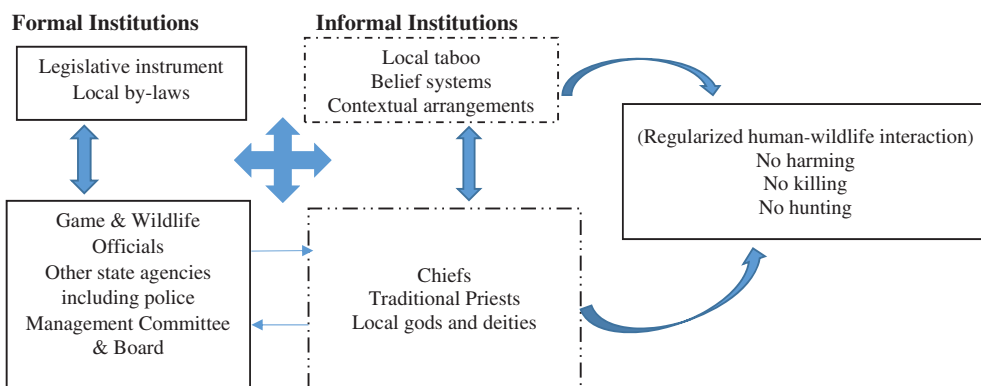 Formal Institutions
Legislative instrument
Local by-laws
Game & Wildlife
Officials
Other state agencies
including police
Management Committee
& Board
Informal Institutions
Local taboo
Belief systems
Contextual arrangements
Chiefs
Traditional Priests
Local gods and deities
(Regularized human-wildlife interaction)
No harming
No killing
No hunting